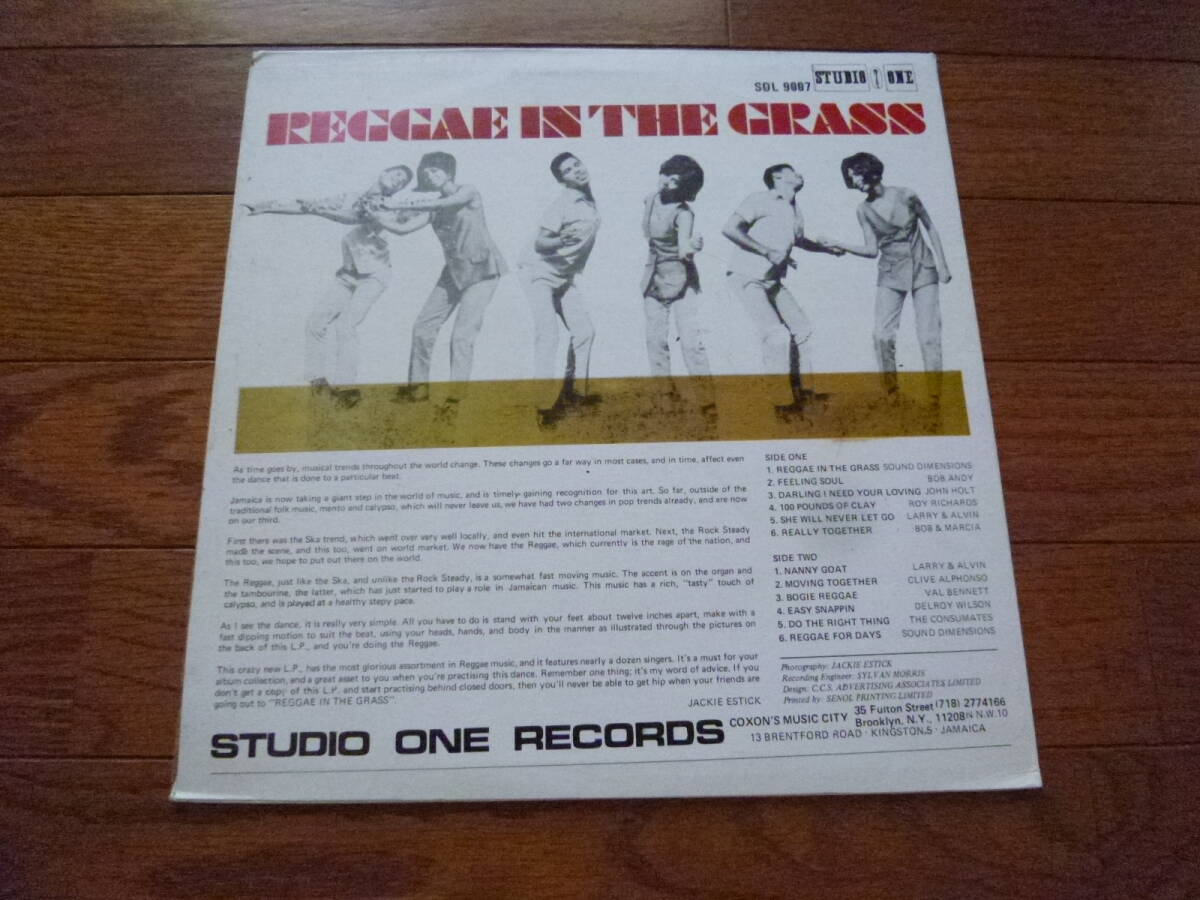 SOL 9007 STUDIO ONE
REGGAE IN THE GRASS
As time goes by, musical trends throughout the world change. These changes go a far way in most cases, and in time, affect even
the dance that is done to a particular beat.
Jamaica is now taking a giant step in the world of music, and is timely gaining recognition for this art. So far, outside of the
traditional folk music, mento and calypso, which will never leave us, we have had two changes in pop trends already, and are now
on our third.
First there was the Ska trend, which went over very well locally, and even hit the international market. Next, the Rock Steady
made the scene, and this too, went on world market. We now have the Reggae, which currently is the rage of the nation, and
this too, we hope to put out there on the world.
The Reggae, just like the Ska, and unlike the Rock Steady, is a somewhat fast moving music. The accent is on the organ and
the tambourine, the latter, which has just started to play a role in Jamaican music. This music has a rich, "tasty" touch of
calypso, and is played at a healthy stepy pace.
As I see the dance, it is really very simple. All you have to do is stand with your feet about twelve inches apart, make with a
fast dipping motion to suit the beat, using your heads, hands, and body in the manner as illustrated through the pictures on
the back of this L.P., and you're doing the Reggae.
This crazy new L.P., has the most glorious assortment in Reggae music, and it features nearly a dozen singers. It's a must for your
album collection, and a great asset to you when you're practising this dance. Remember one thing; it's my word of advice. If you
don't get a copy of this L.P. and start practising behind closed doors, then you'll never be able to get hip when your friends are
going out to "REGGAE IN THE GRASS".
JACKIE ESTICK
SIDE ONE
1. REGGAE IN THE GRASS SOUND DIMENSIONS
2. FEELING SOUL BOB ANDY
3. DARLING I NEED YOUR LOVING JOHN HOLT
4. 100 POUNDS OF CLAY ROY RICHARDS
5. SHE WILL NEVER LET GO LARRY & ALVIN
6. REALLY TOGETHER BOB & MARCIA
SIDE TWO
1. NANNY GOAT LARRY & ALVIN
2. MOVING TOGETHER CLIVE ALPHONSO
3. BOGIE REGGAE VAL BENNETT
4. EASY SNAPPIN DELROY WILSON
5. DO THE RIGHT THING THE CONSUMATES
6. REGGAE FOR DAYS SOUND DIMENSIONS
Photography: JACKIE ESTICK
Recording Engineer: SYLVAN MORRIS
Design: C.C.S. ADVERTISING ASSOCIATES LIMITED
Printed by: SENOL PRINTING LIMITED
STUDIO ONE RECORDS
COXON'S MUSIC CITY 35 Fulton Street (718) 2774166
Brooklyn, N.Y., 11208 N N.W.10
13 BRENTFORD ROAD · KINGSTON,5 · JAMAICA